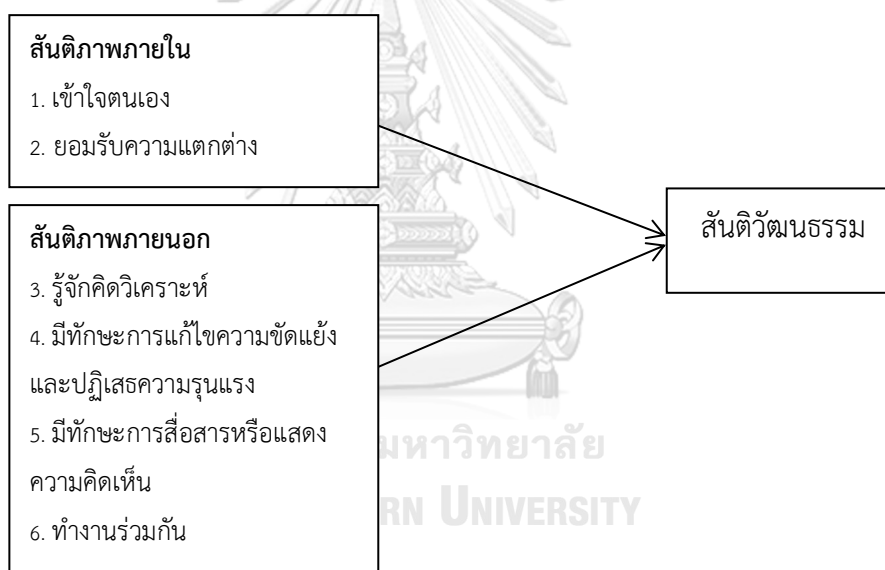 สันติภาพภายใน
1. เข้าใจตนเอง
2. ยอมรับความแตกต่าง
สันติภาพภายนอก
3. รู้จักคิดวิเคราะห์
4. มีทักษะการแก้ไขความขัดแย้ง
และปฏิเสธความรุนแรง
5. มีทักษะการสื่อสารหรือแสดง
ความคิดเห็น
6. ทำงานร่วมกัน
สันติวัฒนธรรม
มหาวิทยาลัย
RN UNIVERSITY